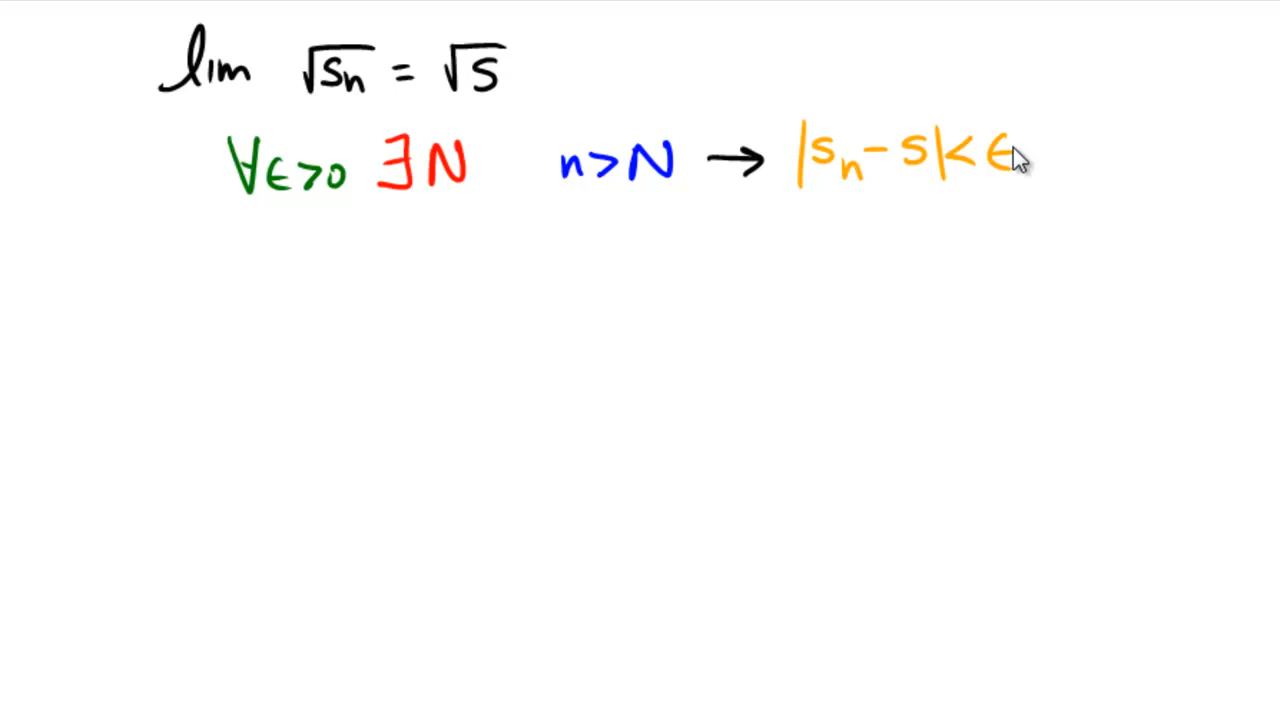 lim √sₙ = √s
∀ϵ>0 ∃N n>N → |sₙ - s|< ϵ